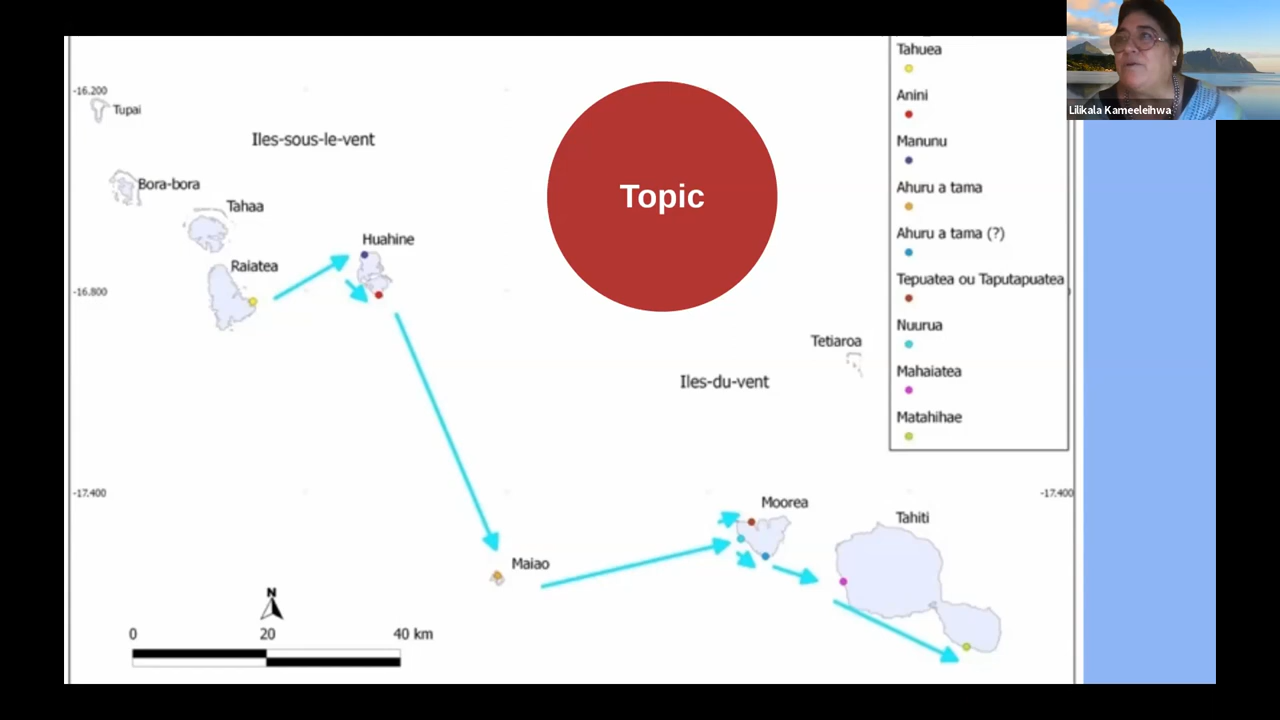 Lilikala Kameeleihwa
Topic
-16.200
Tupai
Iles-sous-le-vent
Bora-bora
Tahaa
Huahine
Raiatea
-16.800
Tetiaroa
Iles-du-vent
-17.400
-17.400
Moorea
Tahiti
Maiao
N
0 20 40 km
Tahuea
Anini
Manunu
Ahuru a tama
Ahuru a tama (?)
Tepuatea ou Taputapuatea
Nuurua
Mahaiatea
Matahihae